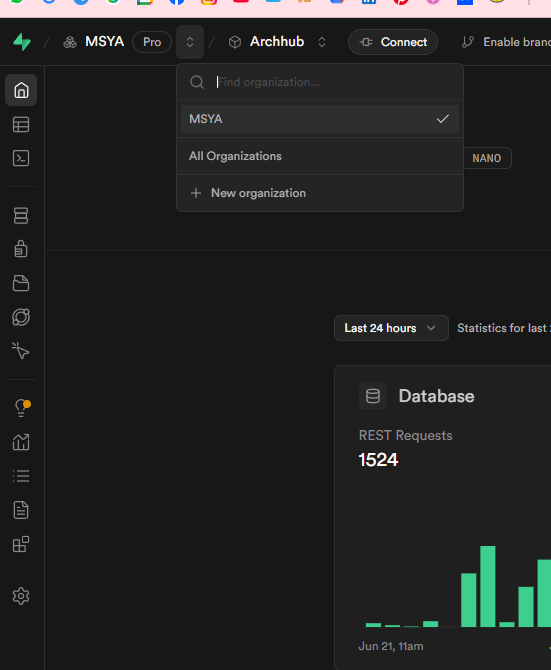 MSYA Pro Archhub Connect Enable
Find organization...
MSYA
All Organizations
NANO
New organization
Last 24 hours Statistics for last
Database
REST Requests
1524
Jun 21, 11am